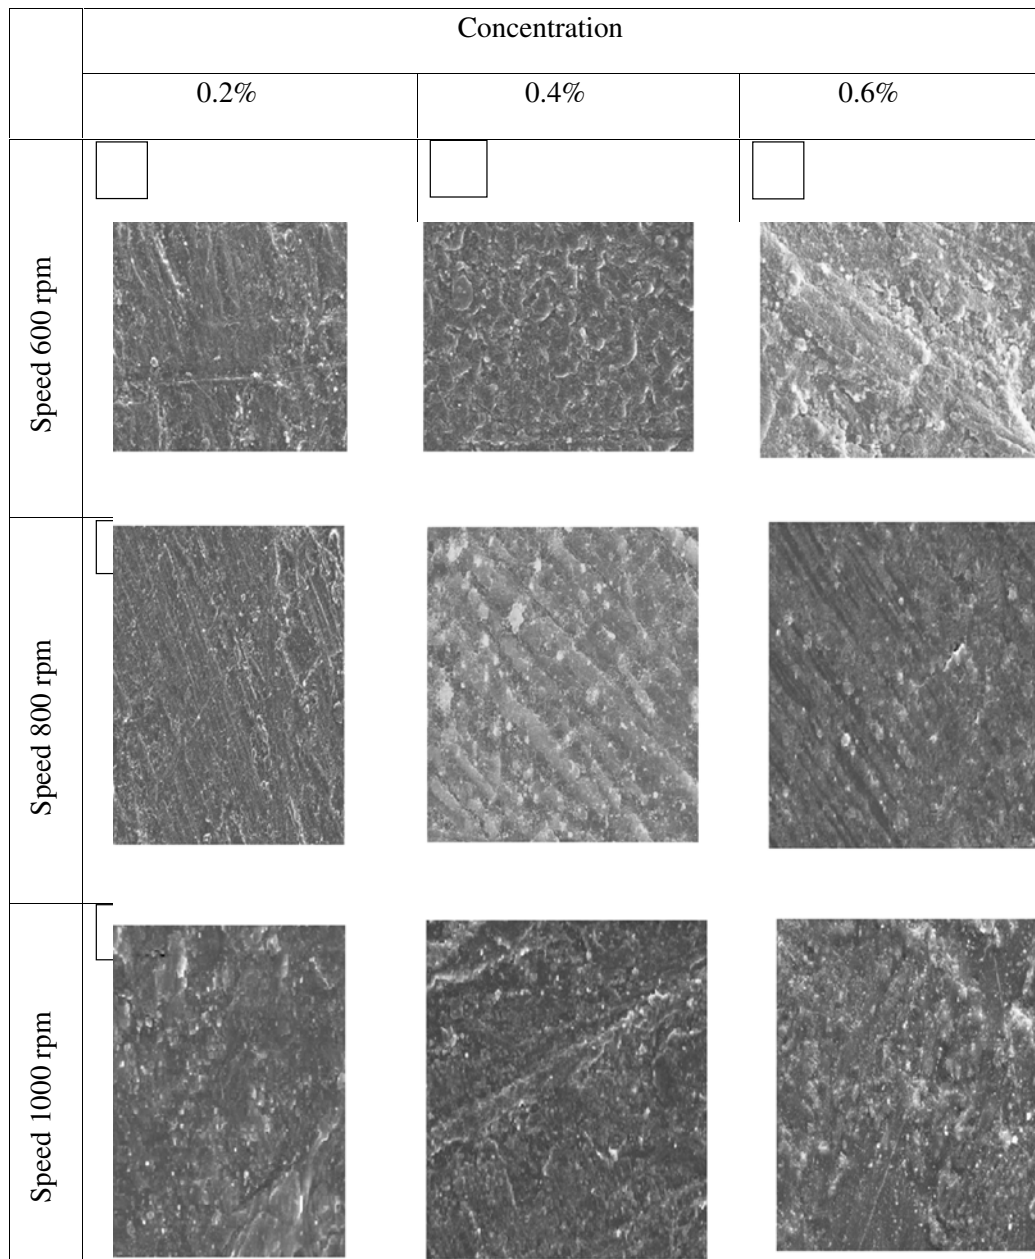 Concentration
0.2% 0.4% 0.6%
Speed 600 rpm
Speed 800 rpm
Speed 1000 rpm